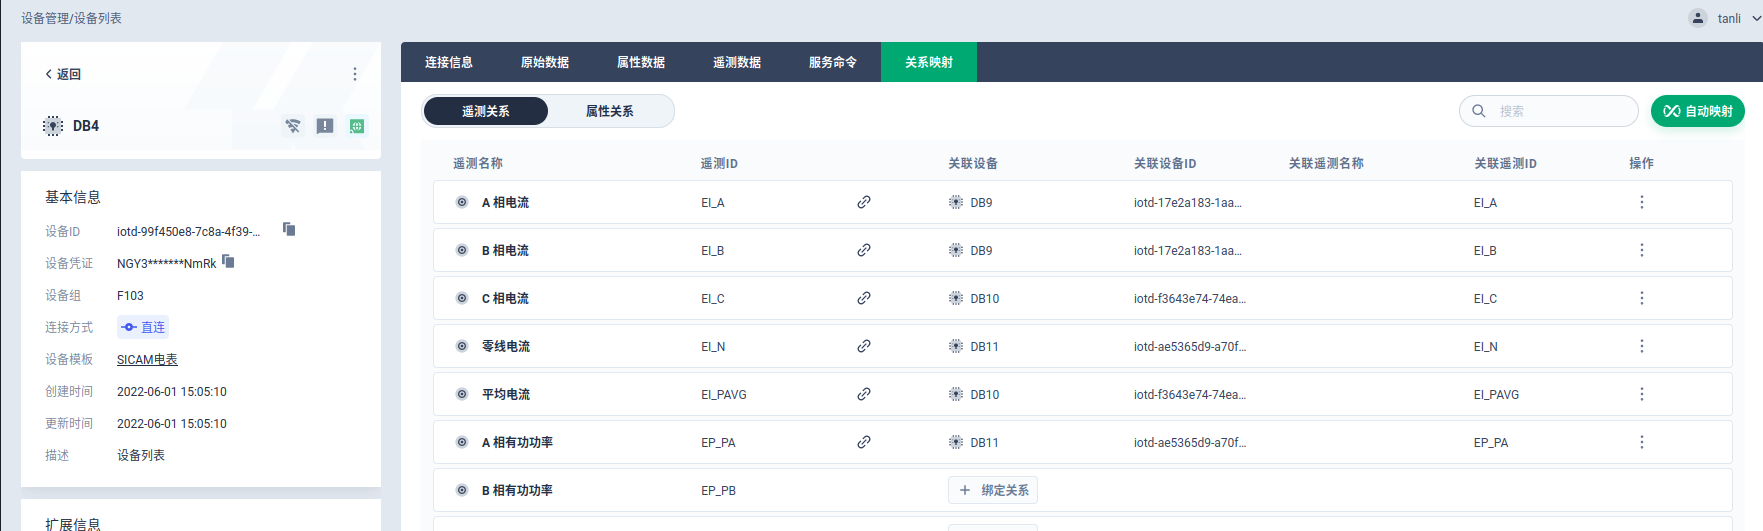 设备管理/设备列表
tanli
返回
DB4
基本信息
设备ID iotd-99f450e8-7c8a-4f39-...
设备凭证 NGY3*******NmRk
设备组 F103
连接方式 直连
设备模板 SICAM电表
创建时间 2022-06-01 15:05:10
更新时间 2022-06-01 15:05:10
描述 设备列表
扩展信息
连接信息 原始数据 属性数据 遥测数据 服务命令 关系映射
遥测关系 属性关系 搜索 自动映射
遥测名称 遥测ID 关联设备 关联设备ID 关联遥测名称 关联遥测ID 操作
A 相电流 EI_A DB9 iotd-17e2a183-1aa... EI_A
B 相电流 EI_B DB9 iotd-17e2a183-1aa... EI_B
C 相电流 EI_C DB10 iotd-f3643e74-74ea... EI_C
零线电流 EI_N DB11 iotd-ae5365d9-a70f... EI_N
平均电流 EI_PAVG DB10 iotd-f3643e74-74ea... EI_PAVG
A 相有功功率 EP_PA DB11 iotd-ae5365d9-a70f... EP_PA
B 相有功功率 EP_PB + 绑定关系